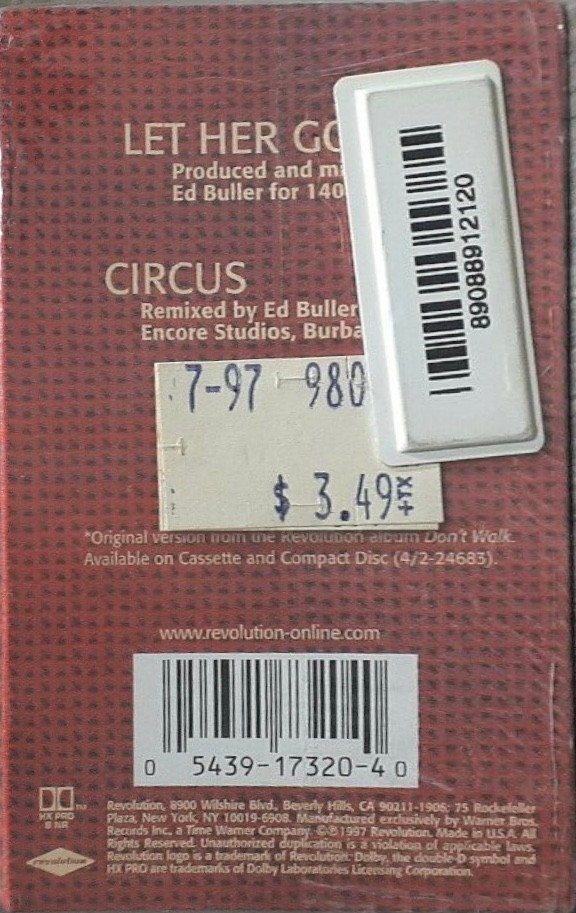 LET HER GO
Produced and mi
Ed Buller for 140
CIRCUS
Remixed by Ed Buller
Encore Studios, Burba
89088912120
7-97 980
$ 3.49 +TX
*Original version from the Revolution album Don't Walk.
Available on Cassette and Compact Disc (4/2-24683).
www.revolution-online.com
0 5439-17320-4 0
HX PRO
B NR
TM
revolution
Revolution, 8900 Wilshire Blvd., Beverly Hills, CA 90211-1906; 75 Rockefeller
Plaza, New York, NY 10019-6908. Manufactured exclusively by Warner Bros.
Records Inc., a Time Warner Company. ©℗1997 Revolution. Made in U.S.A. All
Rights Reserved. Unauthorized duplication is a violation of applicable laws.
Revolution logo is a trademark of Revolution. Dolby, the double-D symbol and
HX PRO are trademarks of Dolby Laboratories Licensing Corporation.